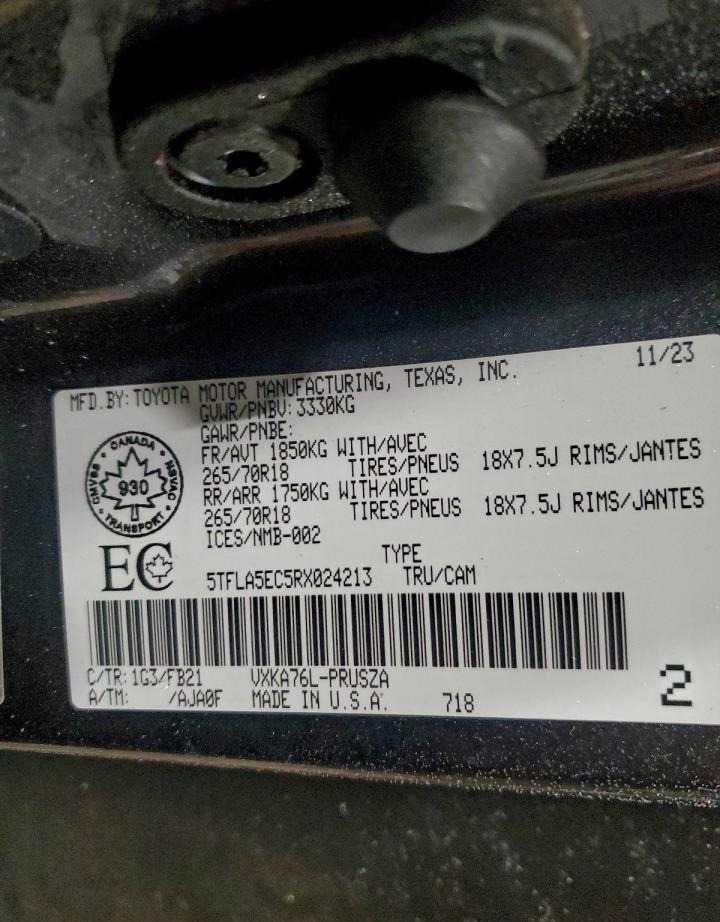 MFD.BY: TOYOTA MOTOR MANUFACTURING, TEXAS, INC. 11/23
GVWR/PNBV: 3330KG
GAWR/PNBE:
FR/AVT 1850KG WITH/AVEC
265/70R18 TIRES/PNEUS 18X7.5J RIMS/JANTES
RR/ARR 1750KG WITH/AVEC
265/70R18 TIRES/PNEUS 18X7.5J RIMS/JANTES
ICES/NMB-002
CANADA
CMVSS NSVAC
930
TRANSPORT
EC
TYPE
5TFLA5EC5RX024213 TRU/CAM
C/TR: 1G3/FB21 VXKA76L-PRUSZA
A/TM: /AJA0F MADE IN U.S.A. 718
2